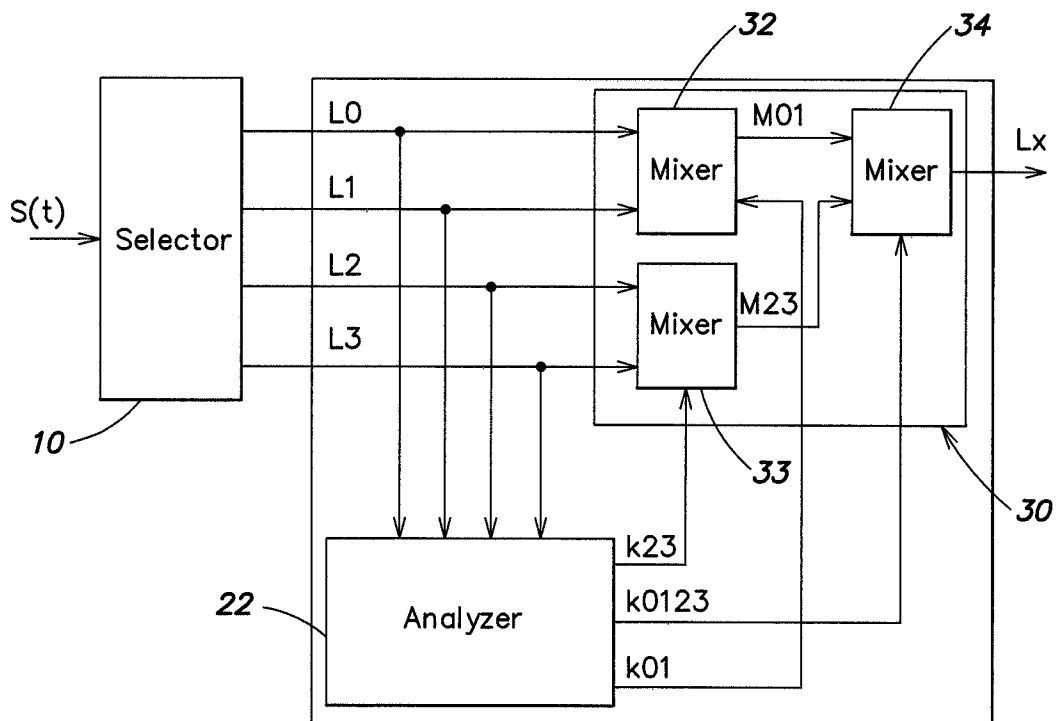 32
34
L0
M01
Lx
Mixer
Mixer
L1
S(t)
Selector
L2
M23
Mixer
L3
10
33
30
k23
22
Analyzer
k0123
k01